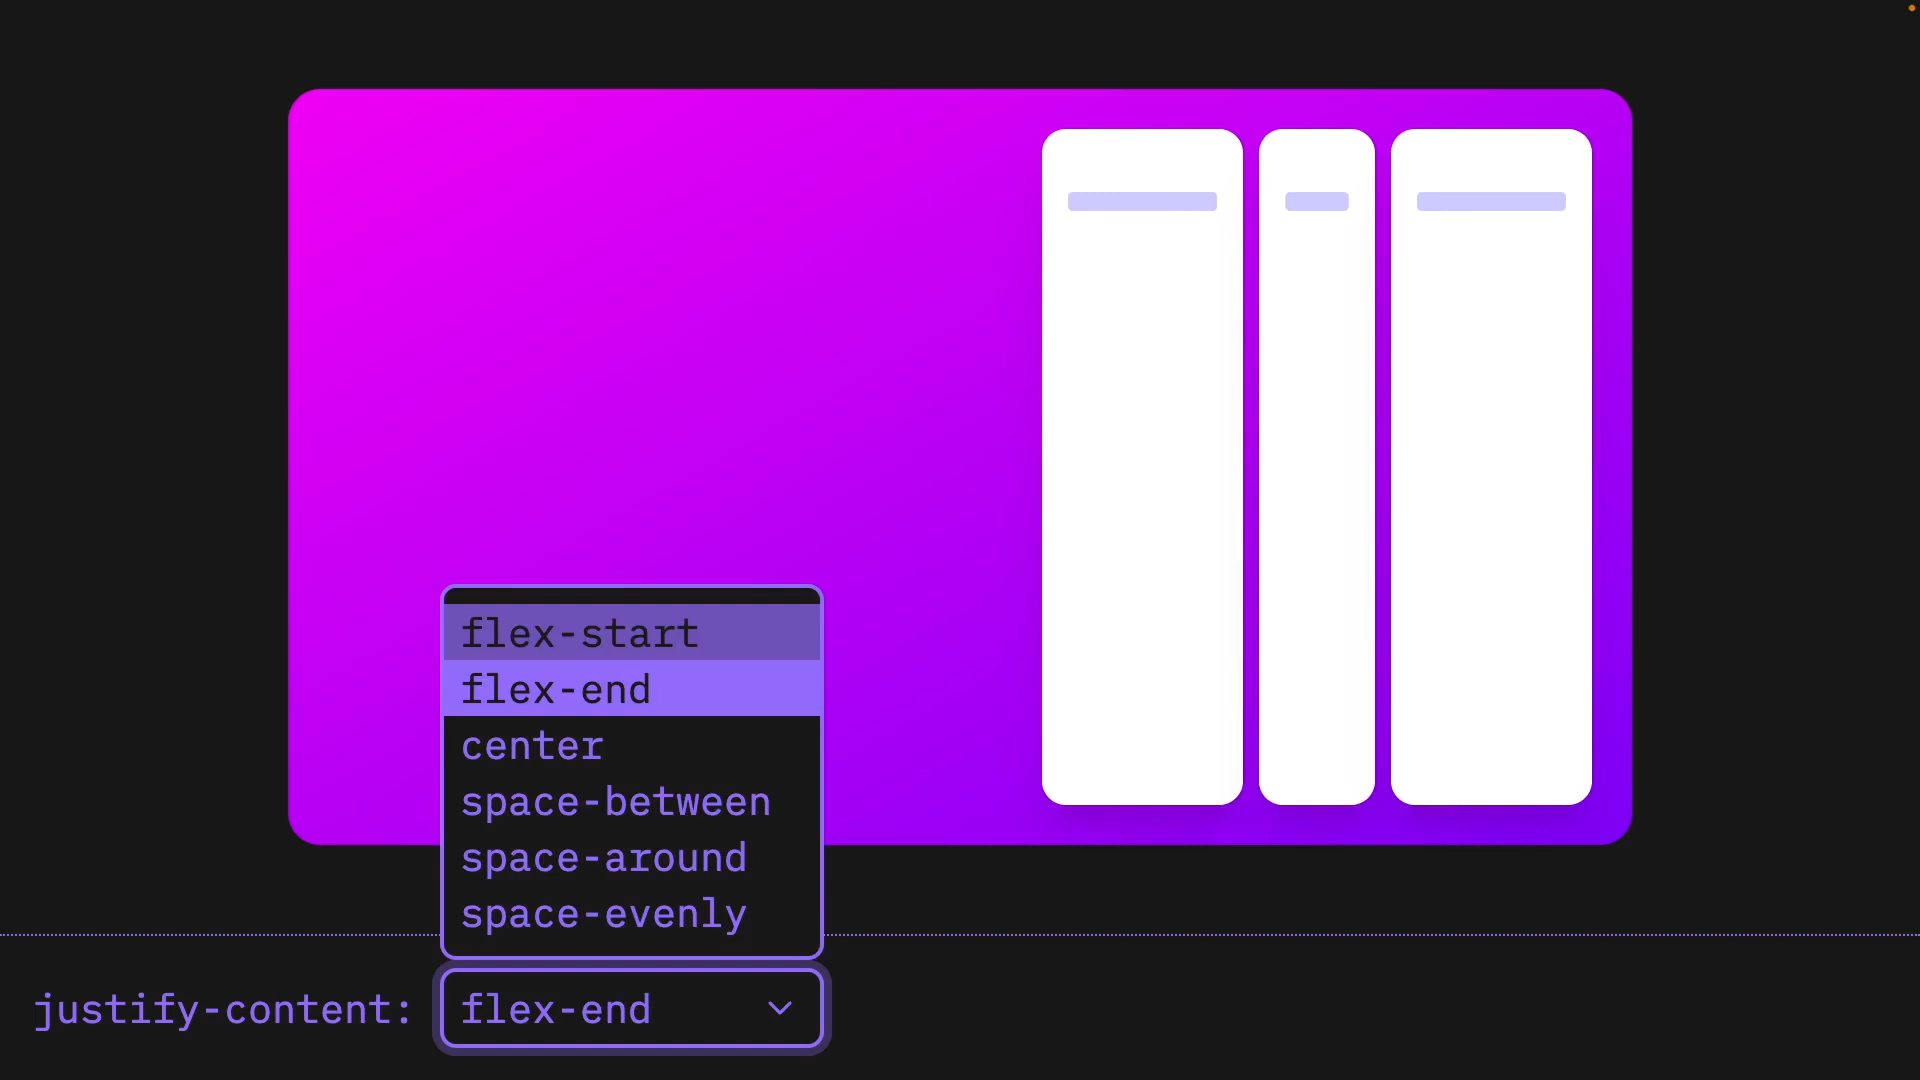 flex-start
flex-end
center
space-between
space-around
space-evenly
justify-content: flex-end